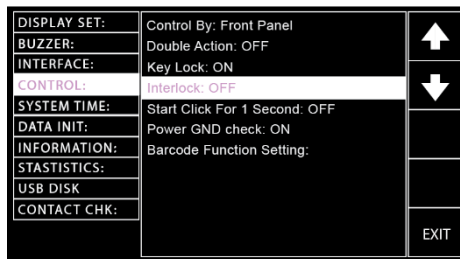 DISPLAY SET:
BUZZER:
INTERFACE:
CONTROL:
SYSTEM TIME:
DATA INIT:
INFORMATION:
STASTISTICS:
USB DISK
CONTACT CHK:
Control By: Front Panel
Double Action: OFF
Key Lock: ON
Interlock: OFF
Start Click For 1 Second: OFF
Power GND check: ON
Barcode Function Setting:
EXIT